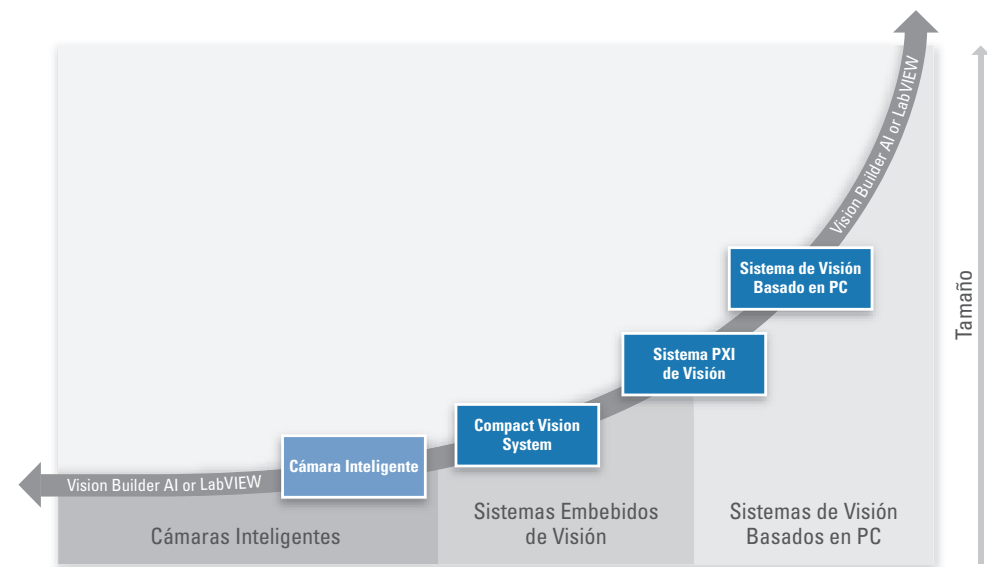 Vision Builder AI or LabVIEW
Sistema de Visión
Basado en PC
Tamaño
Sistema PXI
de Visión
Compact Vision
System
Cámara Inteligente
Vision Builder AI or LabVIEW
Cámaras Inteligentes
Sistemas Embebidos
de Visión
Sistemas de Visión
Basados en PC